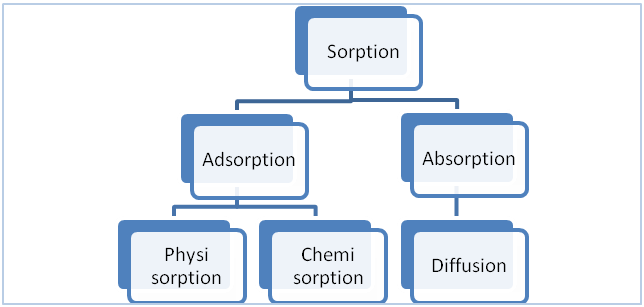 Sorption
Adsorption
Absorption
Physi
sorption
Chemi
sorption
Diffusion